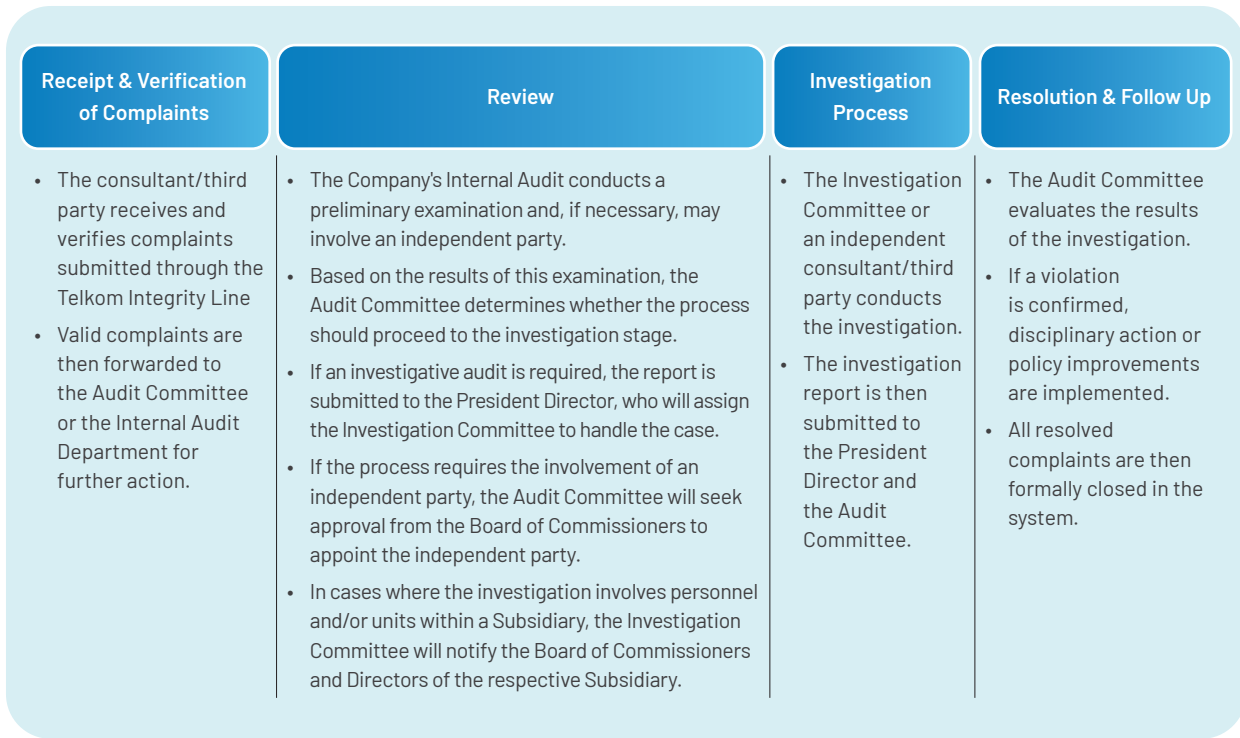 Receipt & Verification
of Complaints
• The consultant/third
party receives and
verifies complaints
submitted through the
Telkom Integrity Line
• Valid complaints are
then forwarded to
the Audit Committee
or the Internal Audit
Department for
further action.
Review
• The Company's Internal Audit conducts a
preliminary examination and, if necessary, may
involve an independent party.
• Based on the results of this examination, the
Audit Committee determines whether the process
should proceed to the investigation stage.
• If an investigative audit is required, the report is
submitted to the President Director, who will assign
the Investigation Committee to handle the case.
• If the process requires the involvement of an
independent party, the Audit Committee will seek
approval from the Board of Commissioners to
appoint the independent party.
• In cases where the investigation involves personnel
and/or units within a Subsidiary, the Investigation
Committee will notify the Board of Commissioners
and Directors of the respective Subsidiary.
Investigation
Process
• The Investigation
Committee or
an independent
consultant/third
party conducts
the investigation.
• The investigation
report is then
submitted to
the President
Director and
the Audit
Committee.
Resolution & Follow Up
• The Audit Committee
evaluates the results
of the investigation.
• If a violation
is confirmed,
disciplinary action or
policy improvements
are implemented.
• All resolved
complaints are then
formally closed in the
system.